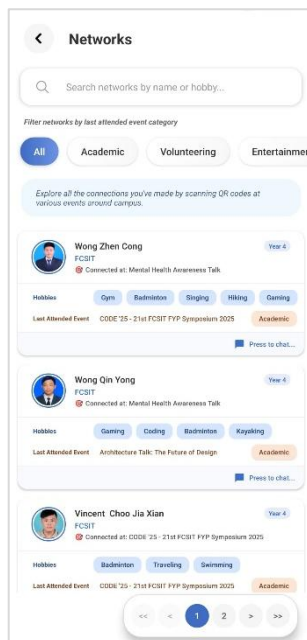 Networks
Search networks by name or hobby...
Filter networks by last attended event category
All Academic Volunteering Entertainmen
Explore all the connections you've made by scanning QR codes at
various events around campus.
Wong Zhen Cong Year 4
FCSIT
Connected at: Mental Health Awareness Talk
Hobbies Gym Badminton Singing Hiking Gaming
Last Attended Event CODE '25 - 21st FCSIT FYP Symposium 2025 Academic
Press to chat...
Wong Qin Yong Year 4
FCSIT
Connected at: Mental Health Awareness Talk
Hobbies Gaming Coding Badminton Kayaking
Last Attended Event Architecture Talk: The Future of Design Academic
Press to chat...
Vincent Choo Jia Xian Year 4
FCSIT
Connected at: CODE '25 - 21st FCSIT FYP Symposium 2025
Hobbies Badminton Traveling Swimming
Last Attended Event CODE '25 - 21st FCSIT FYP Symposium 2025 Academic
<< < 1 2 > >>